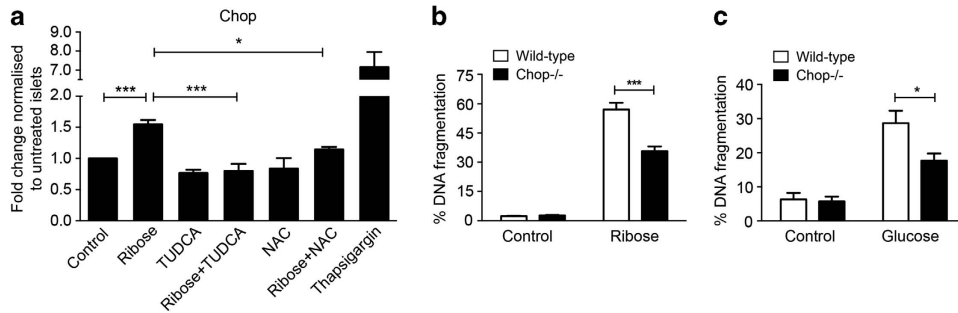 a
Chop
Fold change normalised
to untreated islets
8.0
7.0
6.0
2.0
1.5
1.0
0.5
0.0
***
***
*
Control
Ribose
TUDCA
Ribose+TUDCA
NAC
Ribose+NAC
Thapsigargin
b
Wild-type
Chop-/-
% DNA fragmentation
75
60
45
30
15
0
***
Control
Ribose
c
Wild-type
Chop-/-
% DNA fragmentation
40
30
20
10
0
*
Control
Glucose